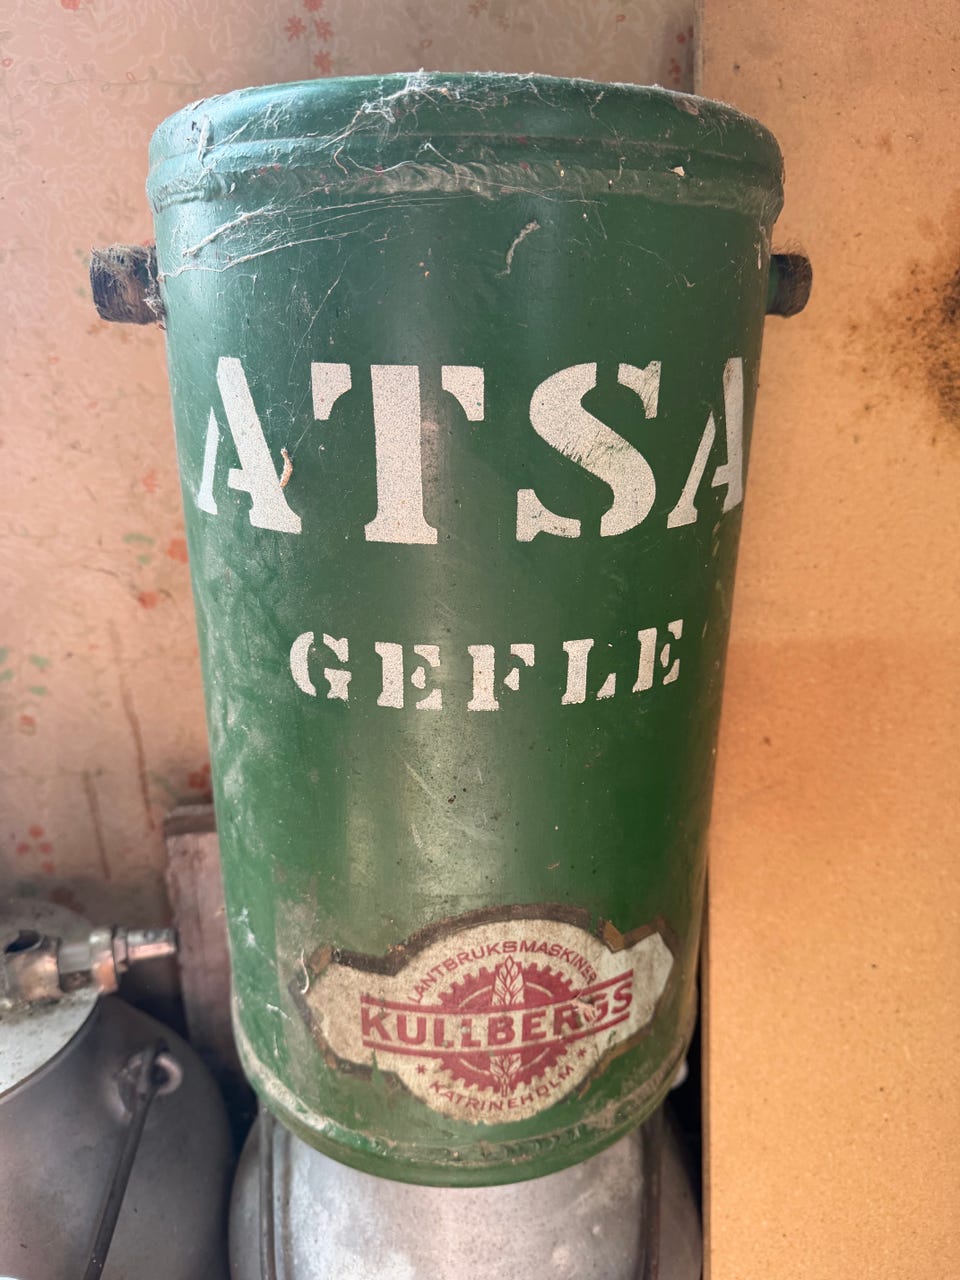 ATSA
GEFLE
LANTBRUKSMASKINER
KULLBERGS
* KATRINEHOLM *